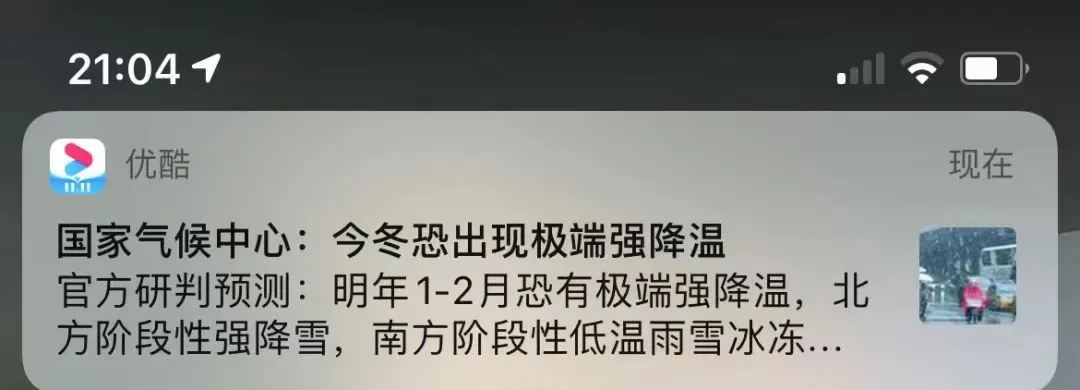 21:04
优酷
现在
11.11
国家气候中心：今冬恐出现极端强降温
官方研判预测：明年1-2月恐有极端强降温，北
方阶段性强降雪，南方阶段性低温雨雪冰冻...